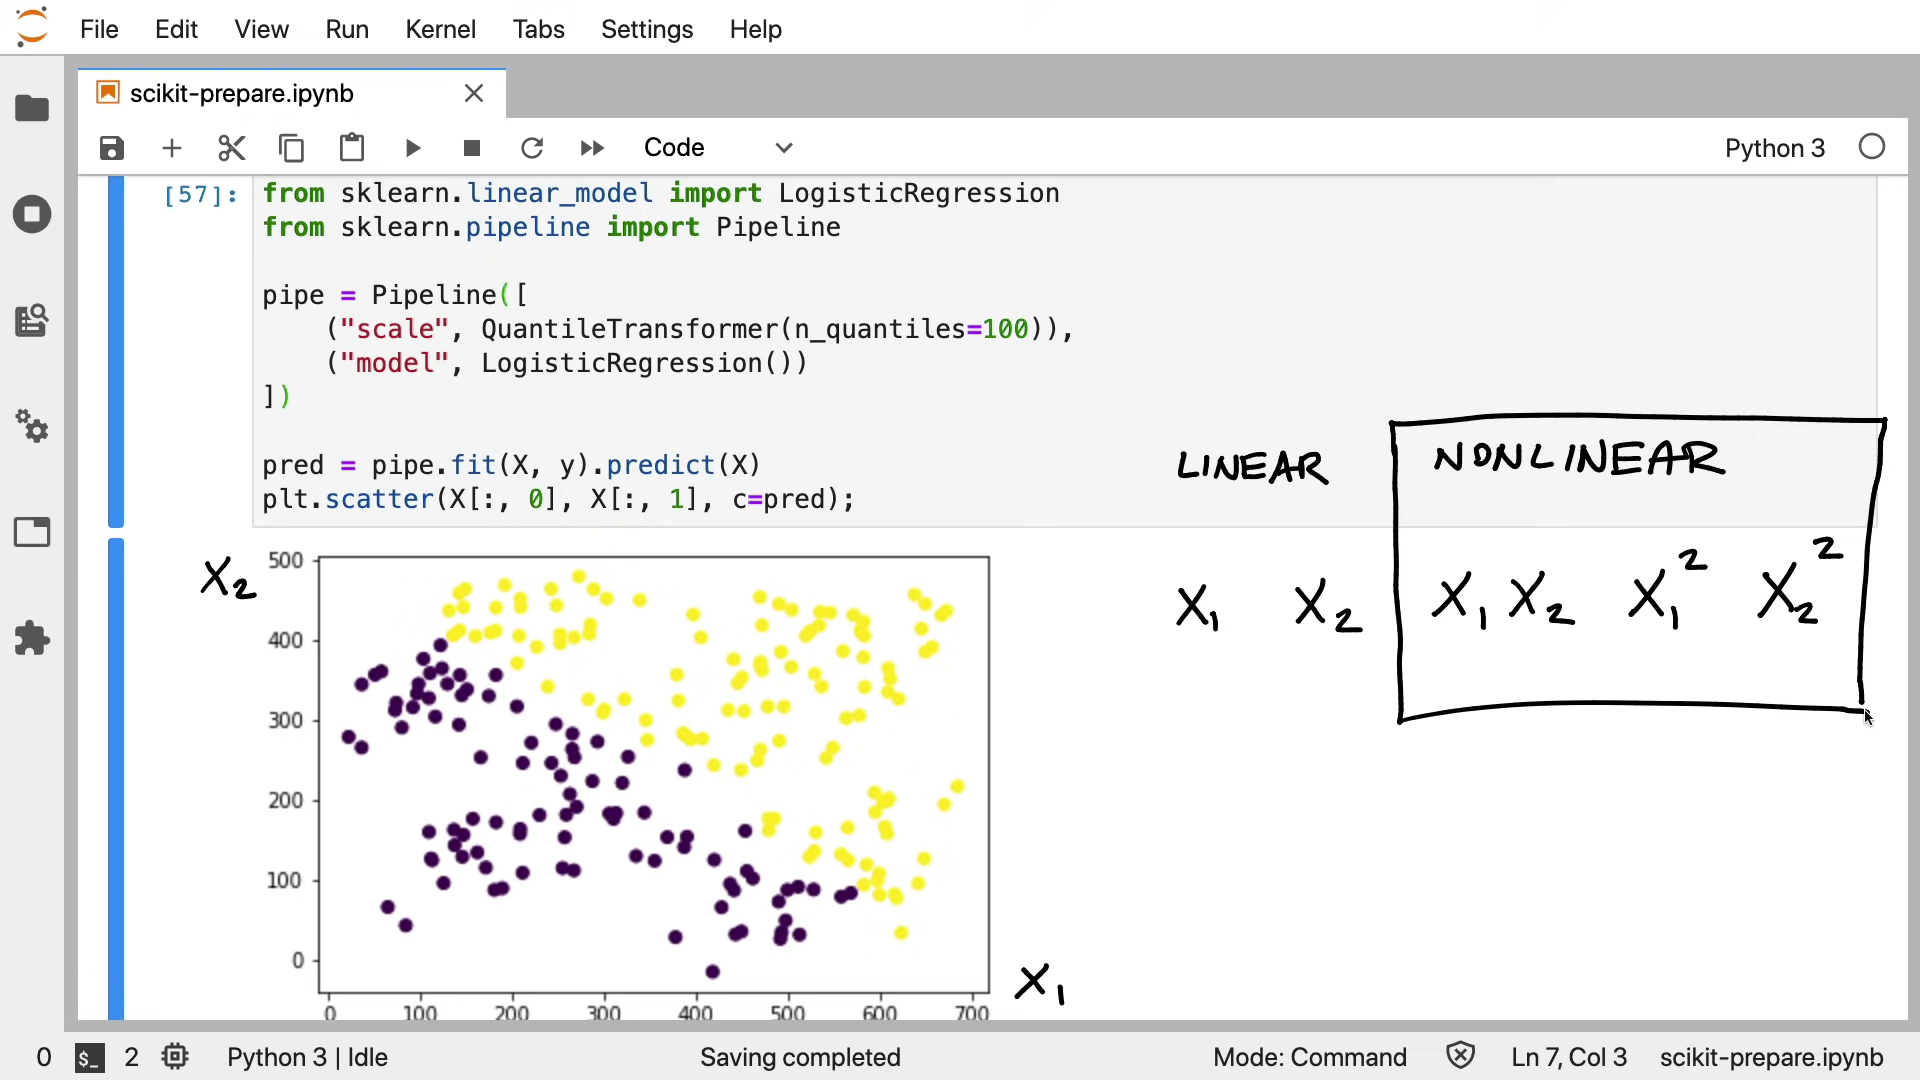 File Edit View Run Kernel Tabs Settings Help
scikit-prepare.ipynb
Code Python 3
[57]: from sklearn.linear_model import LogisticRegression
from sklearn.pipeline import Pipeline
pipe = Pipeline([
    ("scale", QuantileTransformer(n_quantiles=100)),
    ("model", LogisticRegression())
])
pred = pipe.fit(X, y).predict(X)
plt.scatter(X[:, 0], X[:, 1], c=pred);
LINEAR NONLINEAR
X₁ X₂ X₁X₂ X₁² X₂²
X₂
500
400
300
200
100
0
0 100 200 300 400 500 600 700
X₁
0 $_ 2 Python 3 | Idle Saving completed Mode: Command Ln 7, Col 3 scikit-prepare.ipynb